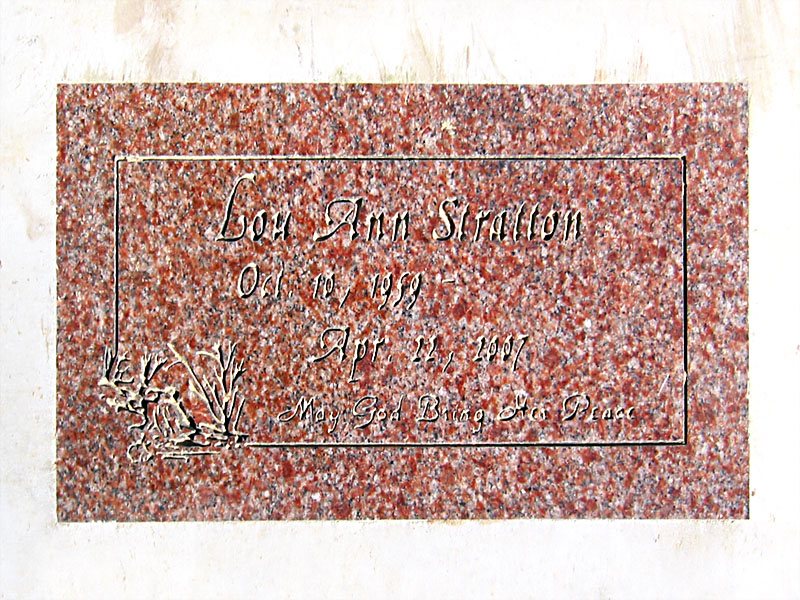 Lou Ann Stratton
Oct. 10, 1959 -
Apr. 22, 2007
May God Bring Her Peace